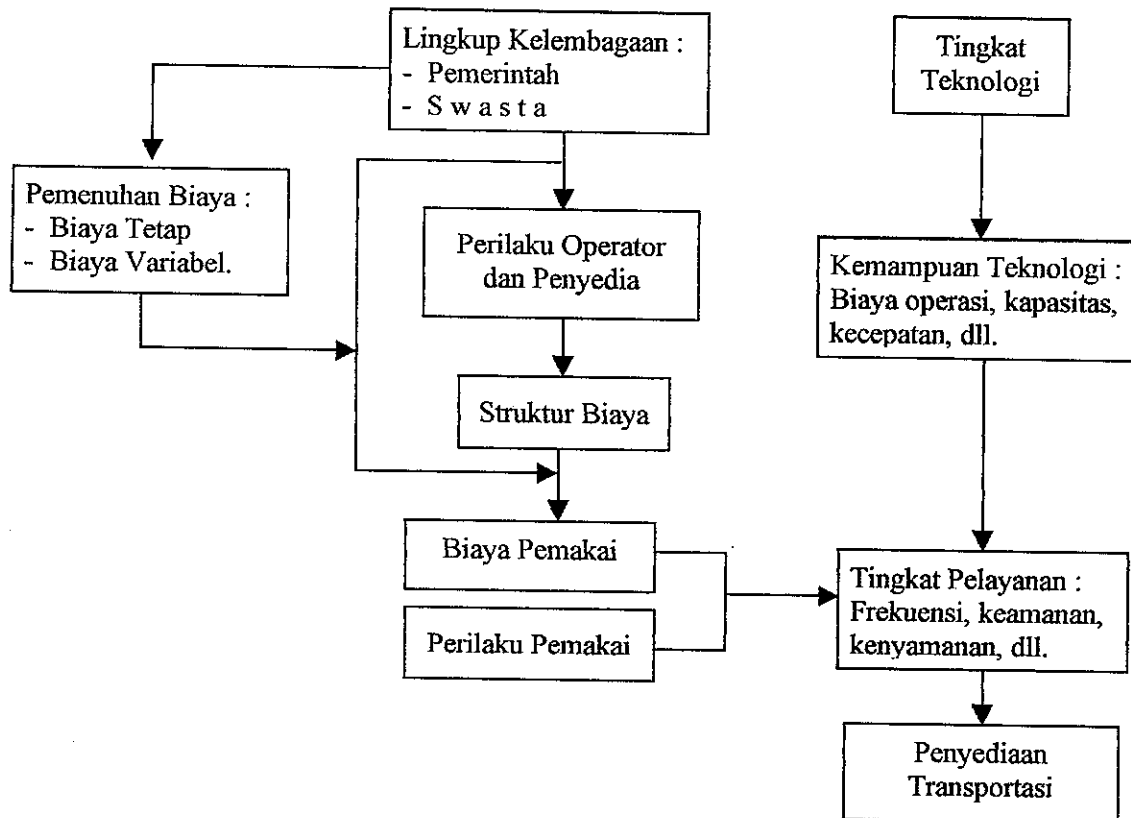 Lingkup Kelembagaan :
- Pemerintah
- S w a s t a
Tingkat
Teknologi
Pemenuhan Biaya :
- Biaya Tetap
- Biaya Variabel.
Perilaku Operator
dan Penyedia
Kemampuan Teknologi :
Biaya operasi, kapasitas,
kecepatan, dll.
Struktur Biaya
Biaya Pemakai
Perilaku Pemakai
Tingkat Pelayanan :
Frekuensi, keamanan,
kenyamanan, dll.
Penyediaan
Transportasi